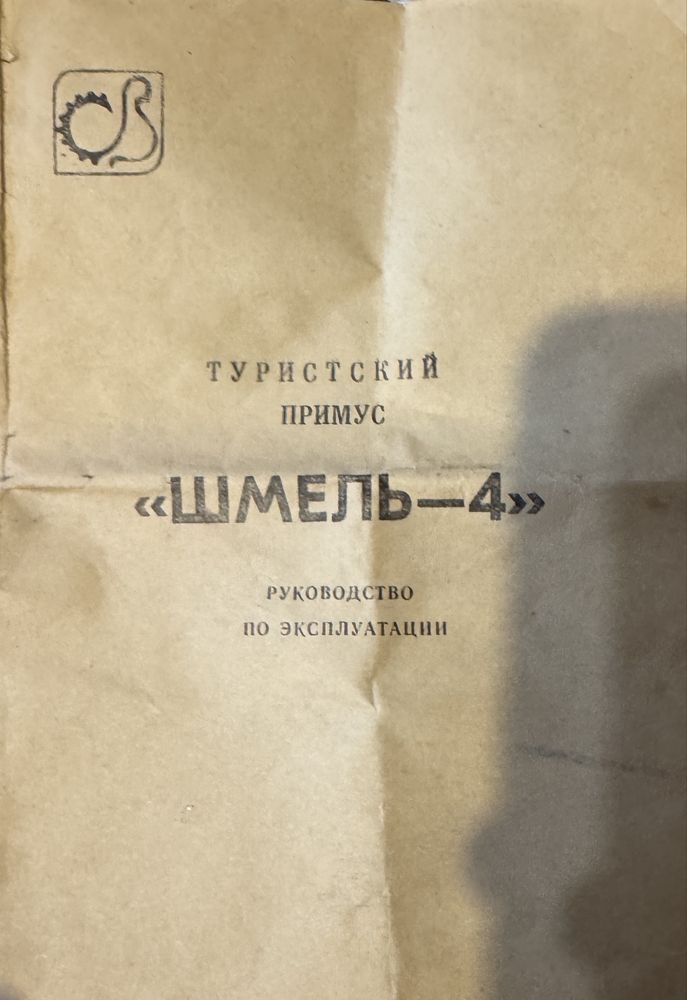 ТУРИСТСКИЙ
ПРИМУС
«ШМЕЛЬ—4»
РУКОВОДСТВО
ПО ЭКСПЛУАТАЦИИ